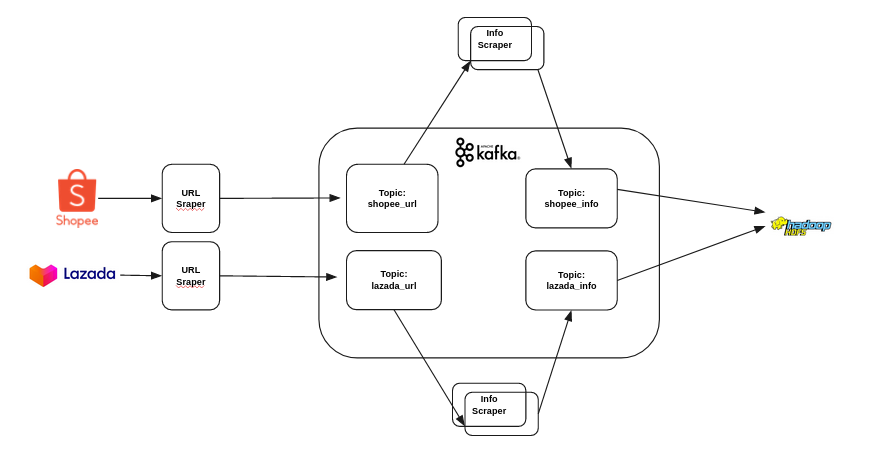 Info
Scraper
APACHE
kafka®
Shopee
URL
Sraper
Topic:
shopee_url
Topic:
shopee_info
hadoop
HDFS
Lazada
URL
Sraper
Topic:
lazada_url
Topic:
lazada_info
Info
Scraper